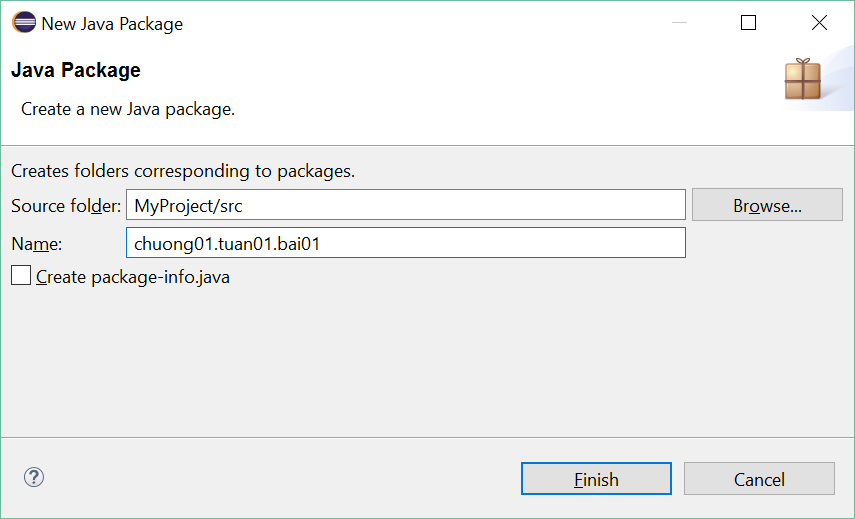 New Java Package
Java Package
Create a new Java package.
Creates folders corresponding to packages.
Source folder: MyProject/src Browse...
Name: chuong01.tuan01.bai01
Create package-info.java
? Finish Cancel